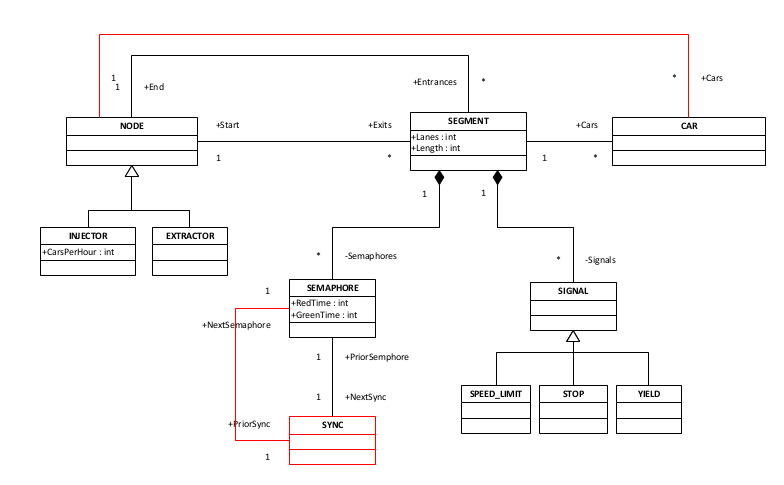 1
*
+Cars
1
+End
+Entrances
*
NODE
+Start
+Exits
SEGMENT
+Lanes : int
+Length : int
+Cars
CAR
1
*
1
*
1
1
INJECTOR
+CarsPerHour : int
EXTRACTOR
*
-Semaphores
*
-Signals
1
SEMAPHORE
+RedTime : int
+GreenTime : int
SIGNAL
+NextSemaphore
1
+PriorSemphore
1
+NextSync
SPEED_LIMIT
STOP
YIELD
+PriorSync
SYNC
1